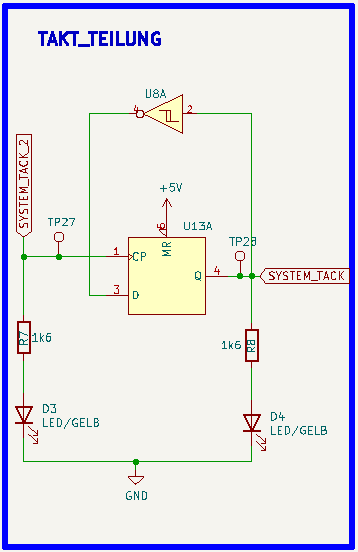 TAKT_TEILUNG
U8A
4
2
SYSTEM_TACK_2
+5V
TP27
U13A
6
MR
TP28
1
CP
Q
4
SYSTEM_TACK
3
D
R7
1k6
1k6
R8
D3
LED/GELB
D4
LED/GELB
GND